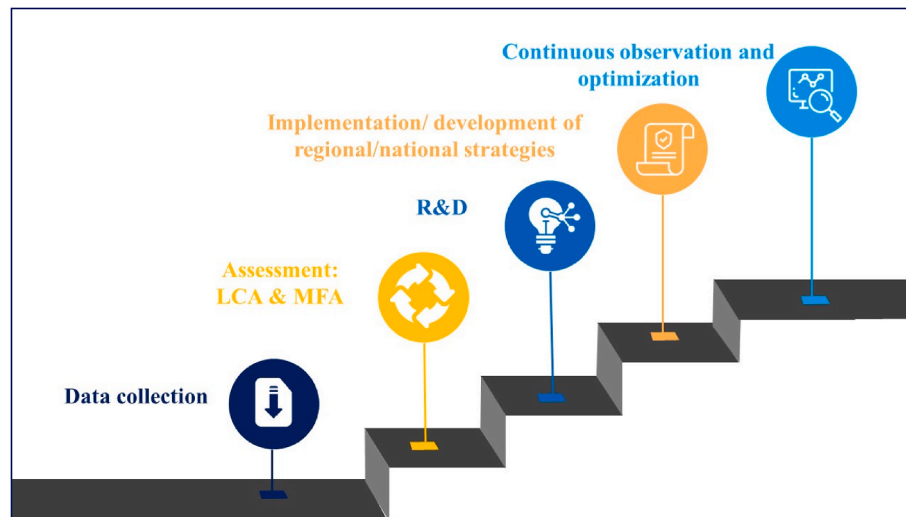 Continuous observation and
optimization
Implementation/ development of
regional/national strategies
R&D
Assessment:
LCA & MFA
Data collection